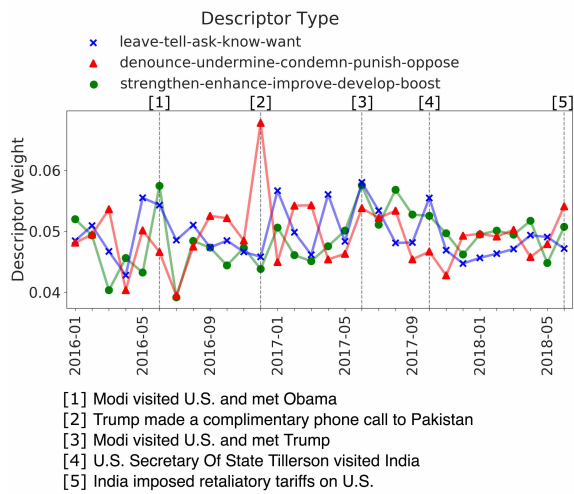 Descriptor Type
leave-tell-ask-know-want
denounce-undermine-condemn-punish-oppose
strengthen-enhance-improve-develop-boost
[1] [2] [3] [4] [5]
Descriptor Weight
0.06
0.05
0.04
2016-01 2016-05 2016-09 2017-01 2017-05 2017-09 2018-01 2018-05
[1] Modi visited U.S. and met Obama
[2] Trump made a complimentary phone call to Pakistan
[3] Modi visited U.S. and met Trump
[4] U.S. Secretary Of State Tillerson visited India
[5] India imposed retaliatory tariffs on U.S.